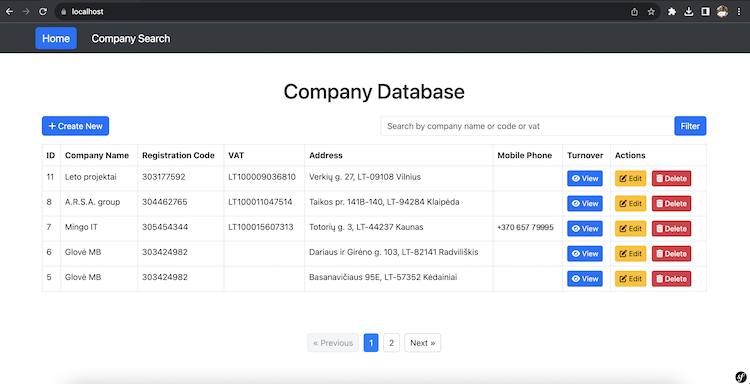 localhost
Home Company Search
Company Database
+ Create New Search by company name or code or vat Filter
ID Company Name Registration Code VAT Address Mobile Phone Turnover Actions
11 Leto projektai 303177592 LT100009036810 Verkių g. 27, LT-09108 Vilnius View Edit Delete
8 A.R.S.A. group 304462765 LT100011047514 Taikos pr. 141B-140, LT-94284 Klaipėda View Edit Delete
7 Mingo IT 305454344 LT100015607313 Totorių g. 3, LT-44237 Kaunas +370 657 79995 View Edit Delete
6 Glovė MB 303424982 Dariaus ir Girėno g. 103, LT-82141 Radviliškis View Edit Delete
5 Glovė MB 303424982 Basanavičiaus 95E, LT-57352 Kėdainiai View Edit Delete
« Previous 1 2 Next »